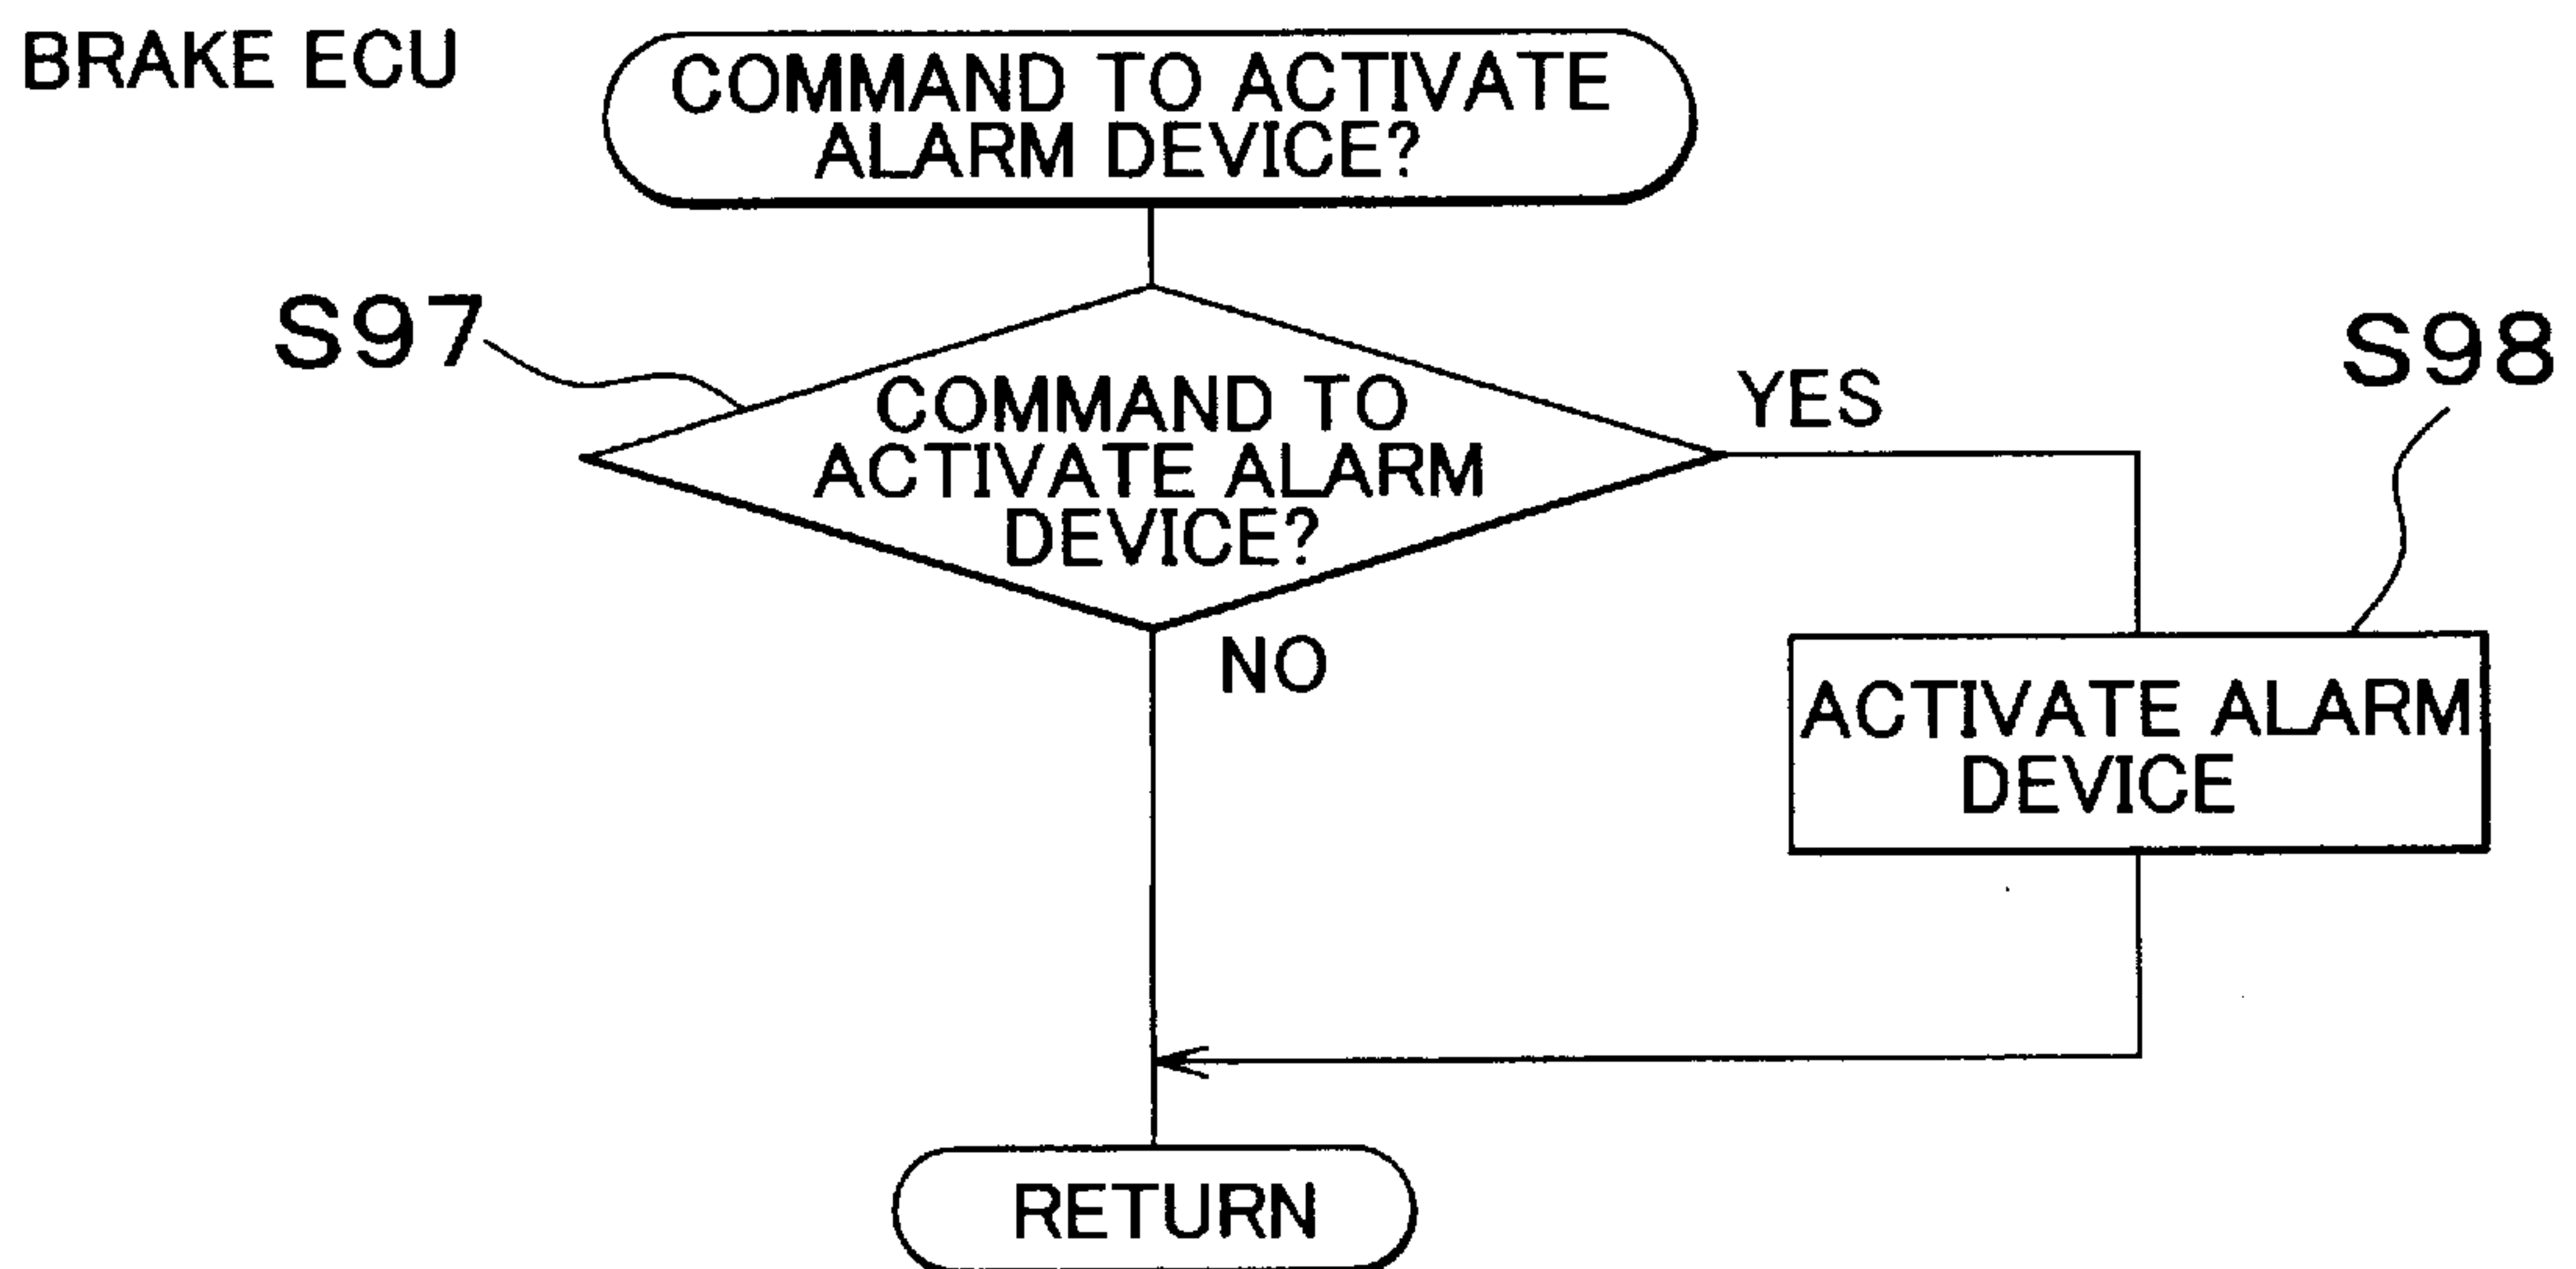 BRAKE ECU
COMMAND TO ACTIVATE
ALARM DEVICE?
S97
COMMAND TO
ACTIVATE ALARM
DEVICE?
YES
S98
NO
ACTIVATE ALARM
DEVICE
RETURN